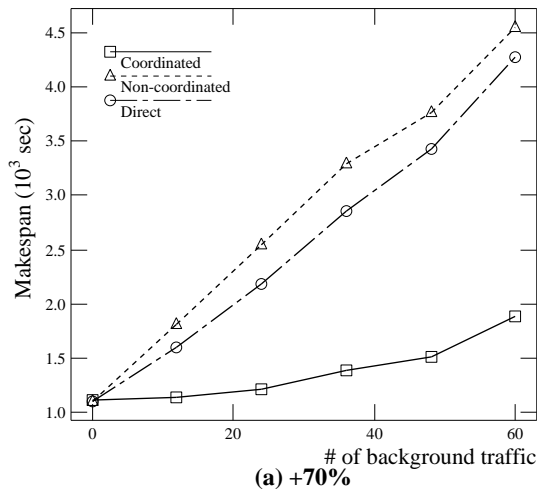 4.5
4.0
3.5
3.0
2.5
2.0
1.5
1.0
Makespan (10³ sec)
Coordinated
Non-coordinated
Direct
0
20
40
60
# of background traffic
(a) +70%